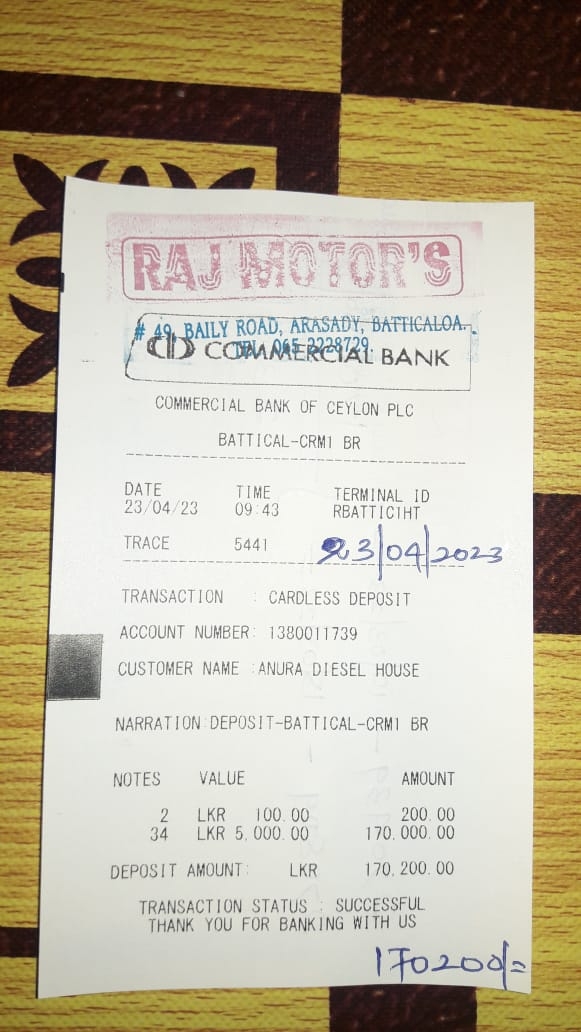 RAJ MOTOR'S
# 49, BAILY ROAD, ARASADY, BATTICALOA.
TEL: 065 2228729.
COMMERCIAL BANK
COMMERCIAL BANK OF CEYLON PLC
BATTICAL-CRM1 BR
DATE TIME TERMINAL ID
23/04/23 09:43 RBATTIC1HT
TRACE 5441 23/04/2023
TRANSACTION : CARDLESS DEPOSIT
ACCOUNT NUMBER: 1380011739
CUSTOMER NAME :ANURA DIESEL HOUSE
NARRATION:DEPOSIT-BATTICAL-CRM1 BR
NOTES VALUE AMOUNT
2 LKR 100.00 200.00
34 LKR 5,000.00 170,000.00
DEPOSIT AMOUNT: LKR 170,200.00
TRANSACTION STATUS : SUCCESSFUL
THANK YOU FOR BANKING WITH US
170200/=